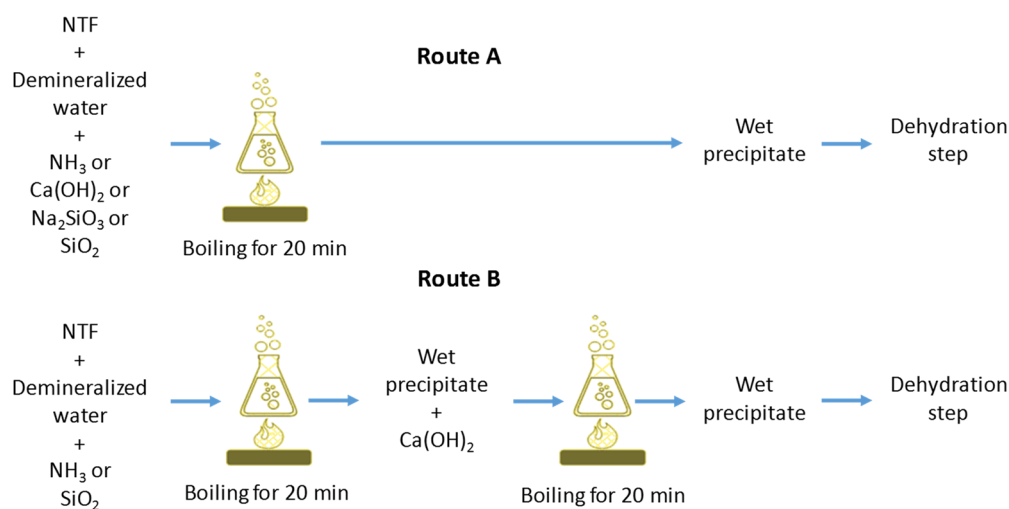 Route A
NTF
+
Demineralized
water
+
NH₃ or
Ca(OH)₂ or
Na₂SiO₃ or
SiO₂
Boiling for 20 min
Wet
precipitate
Dehydration
step
Route B
NTF
+
Demineralized
water
+
NH₃ or
SiO₂
Boiling for 20 min
Wet
precipitate
+
Ca(OH)₂
Boiling for 20 min
Wet
precipitate
Dehydration
step